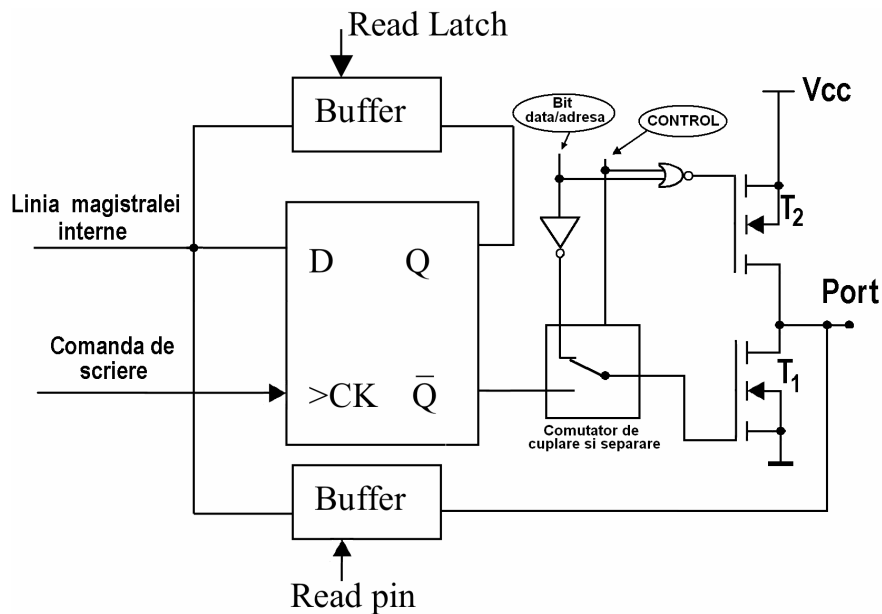 Read Latch
Buffer
Bit
data/adresa
CONTROL
Vcc
Linia magistralei
interne
D
Q
T2
Port
Comanda de
scriere
>CK
Q̅
T1
Comutator de
cuplare si separare
Buffer
Read pin